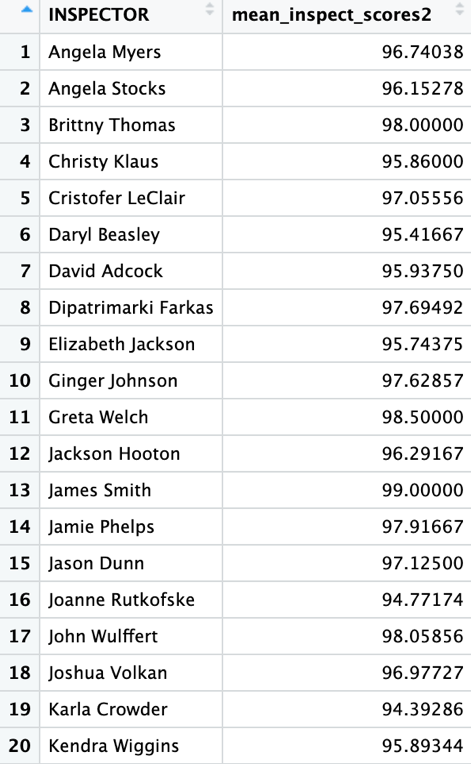 INSPECTOR mean_inspect_scores2
1 Angela Myers 96.74038
2 Angela Stocks 96.15278
3 Brittny Thomas 98.00000
4 Christy Klaus 95.86000
5 Cristofer LeClair 97.05556
6 Daryl Beasley 95.41667
7 David Adcock 95.93750
8 Dipatrimarki Farkas 97.69492
9 Elizabeth Jackson 95.74375
10 Ginger Johnson 97.62857
11 Greta Welch 98.50000
12 Jackson Hooton 96.29167
13 James Smith 99.00000
14 Jamie Phelps 97.91667
15 Jason Dunn 97.12500
16 Joanne Rutkofske 94.77174
17 John Wulffert 98.05856
18 Joshua Volkan 96.97727
19 Karla Crowder 94.39286
20 Kendra Wiggins 95.89344